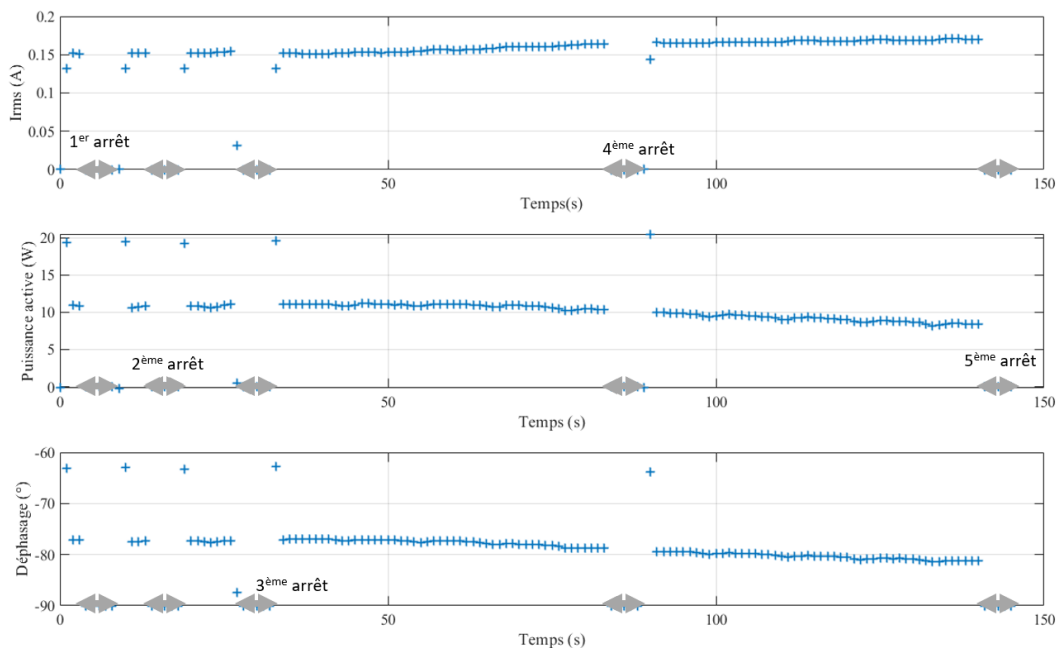 0.2
0.15
0.1
0.05
0
Irms (A)
1er arrêt
4ème arrêt
0
50
100
150
Temps(s)
20
15
10
5
0
Puissance active (W)
2ème arrêt
5ème arrêt
0
50
100
150
Temps (s)
-60
-70
-80
-90
Déphasage (°)
3ème arrêt
0
50
100
150
Temps (s)